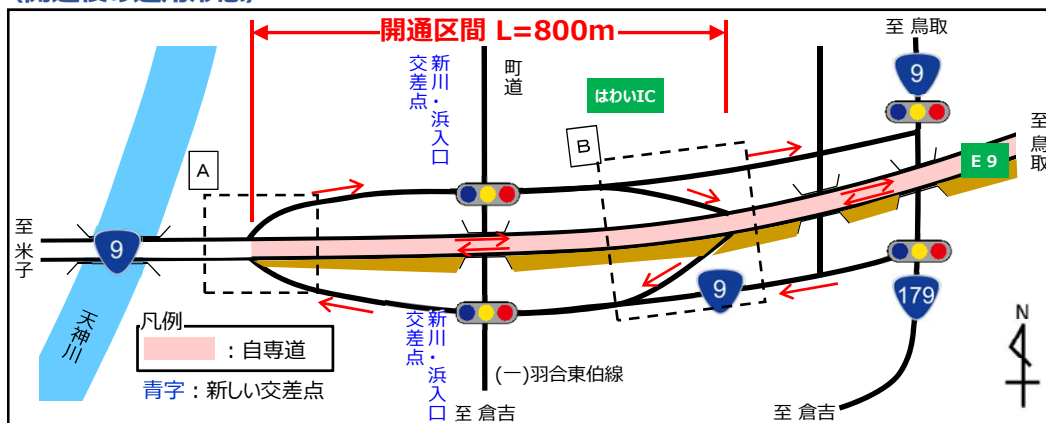 開通区間 L=800m
至 鳥取
9
新川・浜入口
交差点
町道
はわいIC
至 鳥取
E 9
B
A
至 米子
9
9
179
天神川
凡例
：自専道
青字：新しい交差点
新川・浜入口
交差点
(一)羽合東伯線
至 倉吉
至 倉吉
N